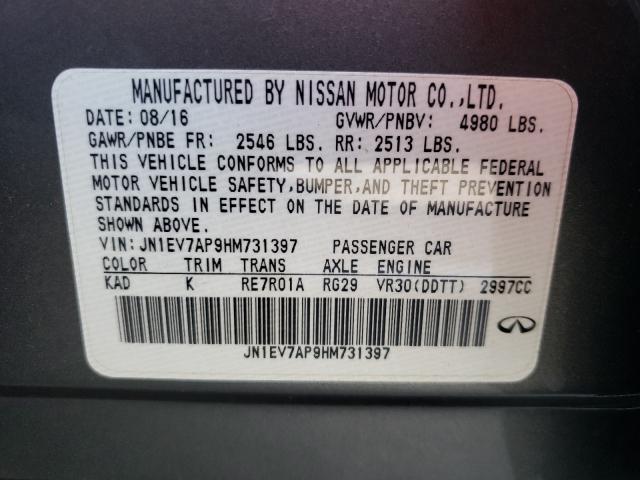 MANUFACTURED BY NISSAN MOTOR CO.,LTD.
DATE: 08/16 GVWR/PNBV: 4980 LBS.
GAWR/PNBE FR: 2546 LBS. RR: 2513 LBS.
THIS VEHICLE CONFORMS TO ALL APPLICABLE FEDERAL
MOTOR VEHICLE SAFETY,BUMPER,AND THEFT PREVENTION
STANDARDS IN EFFECT ON THE DATE OF MANUFACTURE
SHOWN ABOVE.
VIN: JN1EV7AP9HM731397 PASSENGER CAR
COLOR TRIM TRANS AXLE ENGINE
KAD K RE7R01A RG29 VR30(DDTT) 2997CC
JN1EV7AP9HM731397